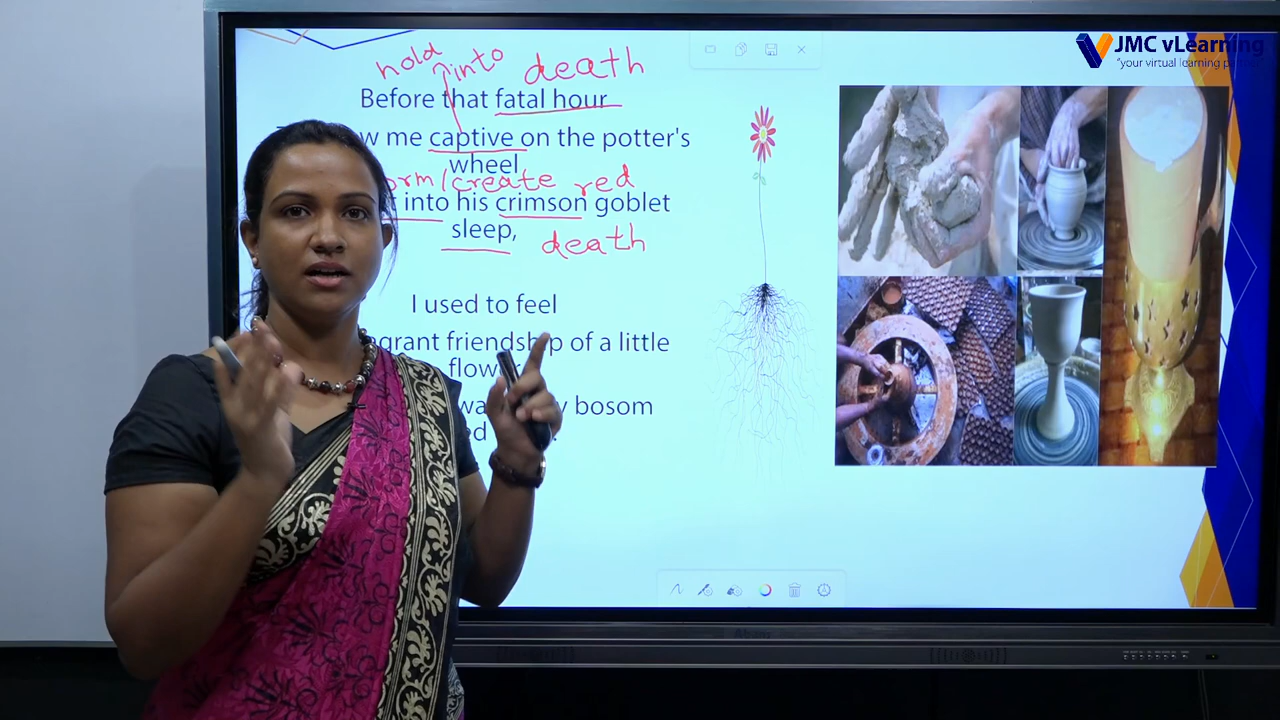 JMC vLearning
"your virtual learning
hold into death
Before that fatal hour
me captive on the potter's
wheel
create red
into his crimson goblet
sleep, death
I used to feel
friendship of a little
bosom